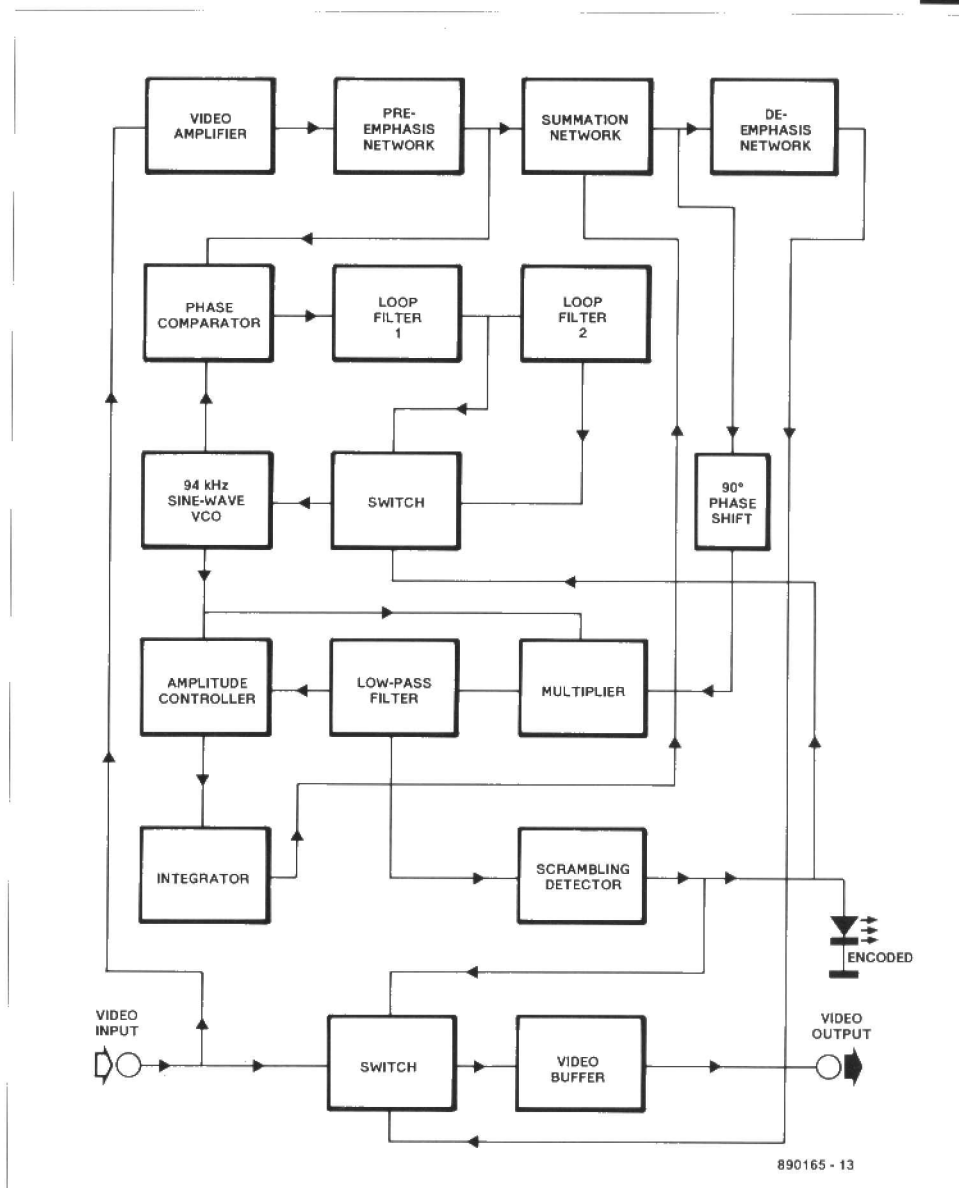 VIDEO
AMPLIFIER
PRE-
EMPHASIS
NETWORK
SUMMATION
NETWORK
DE-
EMPHASIS
NETWORK
PHASE
COMPARATOR
LOOP
FILTER
1
LOOP
FILTER
2
94 kHz
SINE-WAVE
VCO
SWITCH
90°
PHASE
SHIFT
AMPLITUDE
CONTROLLER
LOW-PASS
FILTER
MULTIPLIER
INTEGRATOR
SCRAMBLING
DETECTOR
ENCODED
VIDEO
INPUT
SWITCH
VIDEO
BUFFER
VIDEO
OUTPUT
890165 - 13